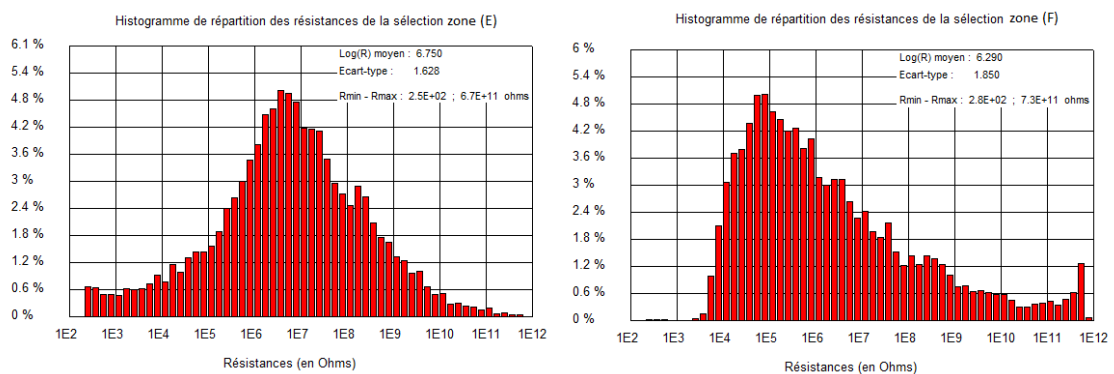 Histogramme de répartition des résistances de la sélection zone (E)
6.1 %
5.4 %
4.8 %
4.2 %
3.6 %
3 %
2.4 %
1.8 %
1.2 %
0.6 %
0 %
Log(R) moyen : 6.750
Ecart-type : 1.628
Rmin - Rmax : 2.5E+02 ; 6.7E+11 ohms
1E2 1E3 1E4 1E5 1E6 1E7 1E8 1E9 1E10 1E11 1E12
Résistances (en Ohms)
Histogramme de répartition des résistances de la sélection zone (F)
6 %
5.4 %
4.8 %
4.2 %
3.6 %
3 %
2.4 %
1.8 %
1.2 %
0.6 %
0 %
Log(R) moyen : 6.290
Ecart-type : 1.850
Rmin - Rmax : 2.8E+02 ; 7.3E+11 ohms
1E2 1E3 1E4 1E5 1E6 1E7 1E8 1E9 1E10 1E11 1E12
Résistances (en Ohms)